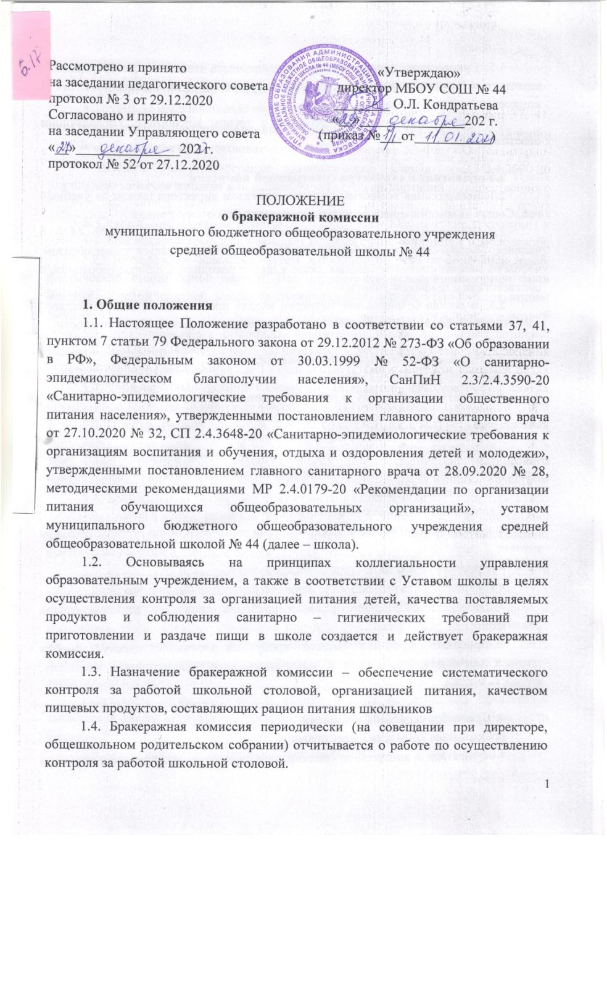 6.17
Рассмотрено и принято
на заседании педагогического совета
протокол № 3 от 29.12.2020
Согласовано и принято
на заседании Управляющего совета
«27» декабря 202 г.
протокол № 52 от 27.12.2020
«Утверждаю»
директор МБОУ СОШ № 44
О.Л. Кондратьева
«29» декабря 202 г.
(приказ № 1/1 от 11.01.2021)
ПОЛОЖЕНИЕ
о бракеражной комиссии
муниципального бюджетного общеобразовательного учреждения
средней общеобразовательной школы № 44
1. Общие положения
1.1. Настоящее Положение разработано в соответствии со статьями 37, 41,
пунктом 7 статьи 79 Федерального закона от 29.12.2012 № 273-ФЗ «Об образовании
в РФ», Федеральным законом от 30.03.1999 № 52-ФЗ «О санитарно-
эпидемиологическом благополучии населения», СанПиН 2.3/2.4.3590-20
«Санитарно-эпидемиологические требования к организации общественного
питания населения», утвержденными постановлением главного санитарного врача
от 27.10.2020 № 32, СП 2.4.3648-20 «Санитарно-эпидемиологические требования к
организациям воспитания и обучения, отдыха и оздоровления детей и молодежи»,
утвержденными постановлением главного санитарного врача от 28.09.2020 № 28,
методическими рекомендациями МР 2.4.0179-20 «Рекомендации по организации
питания обучающихся общеобразовательных организаций», уставом
муниципального бюджетного общеобразовательного учреждения средней
общеобразовательной школой № 44 (далее – школа).
1.2. Основываясь на принципах коллегиальности управления
образовательным учреждением, а также в соответствии с Уставом школы в целях
осуществления контроля за организацией питания детей, качества поставляемых
продуктов и соблюдения санитарно – гигиенических требований при
приготовлении и раздаче пищи в школе создается и действует бракеражная
комиссия.
1.3. Назначение бракеражной комиссии – обеспечение систематического
контроля за работой школьной столовой, организацией питания, качеством
пищевых продуктов, составляющих рацион питания школьников
1.4. Бракеражная комиссия периодически (на совещании при директоре,
общешкольном родительском собрании) отчитывается о работе по осуществлению
контроля за работой школьной столовой.
1